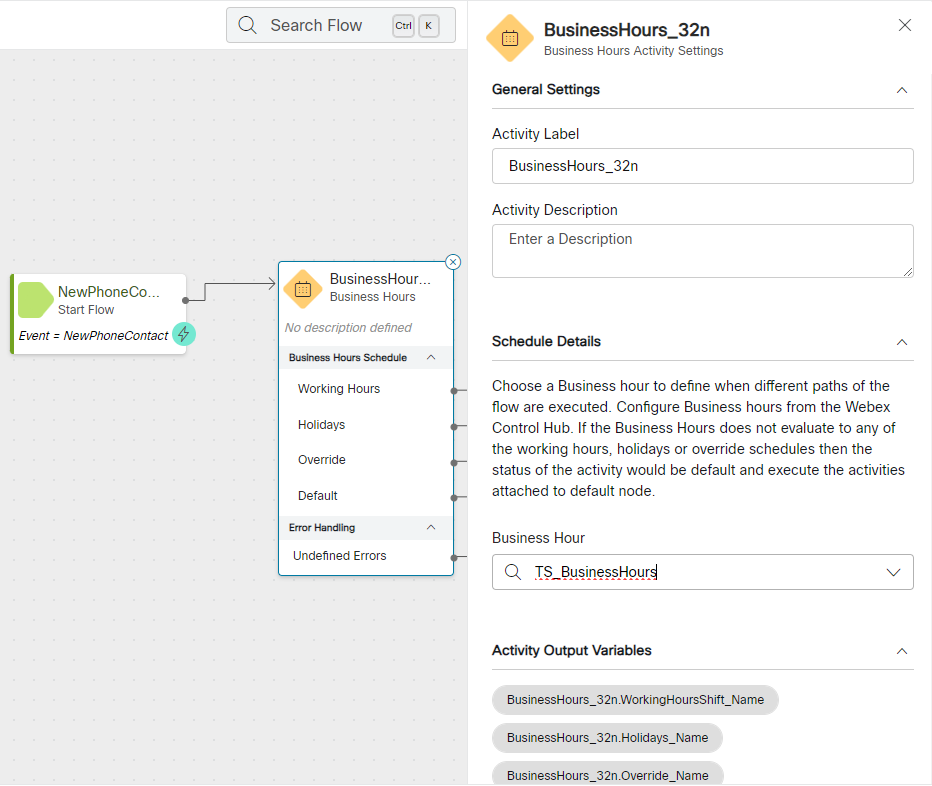 Search Flow
Ctrl
K
NewPhoneCo...
Start Flow
Event = NewPhoneContact
BusinessHour...
Business Hours
No description defined
Business Hours Schedule
Working Hours
Holidays
Override
Default
Error Handling
Undefined Errors
BusinessHours_32n
Business Hours Activity Settings
General Settings
Activity Label
BusinessHours_32n
Activity Description
Enter a Description
Schedule Details
Choose a Business hour to define when different paths of the
flow are executed. Configure Business hours from the Webex
Control Hub. If the Business Hours does not evaluate to any of
the working hours, holidays or override schedules then the
status of the activity would be default and execute the activities
attached to default node.
Business Hour
TS_BusinessHours
Activity Output Variables
BusinessHours_32n.WorkingHoursShift_Name
BusinessHours_32n.Holidays_Name
BusinessHours_32n.Override_Name